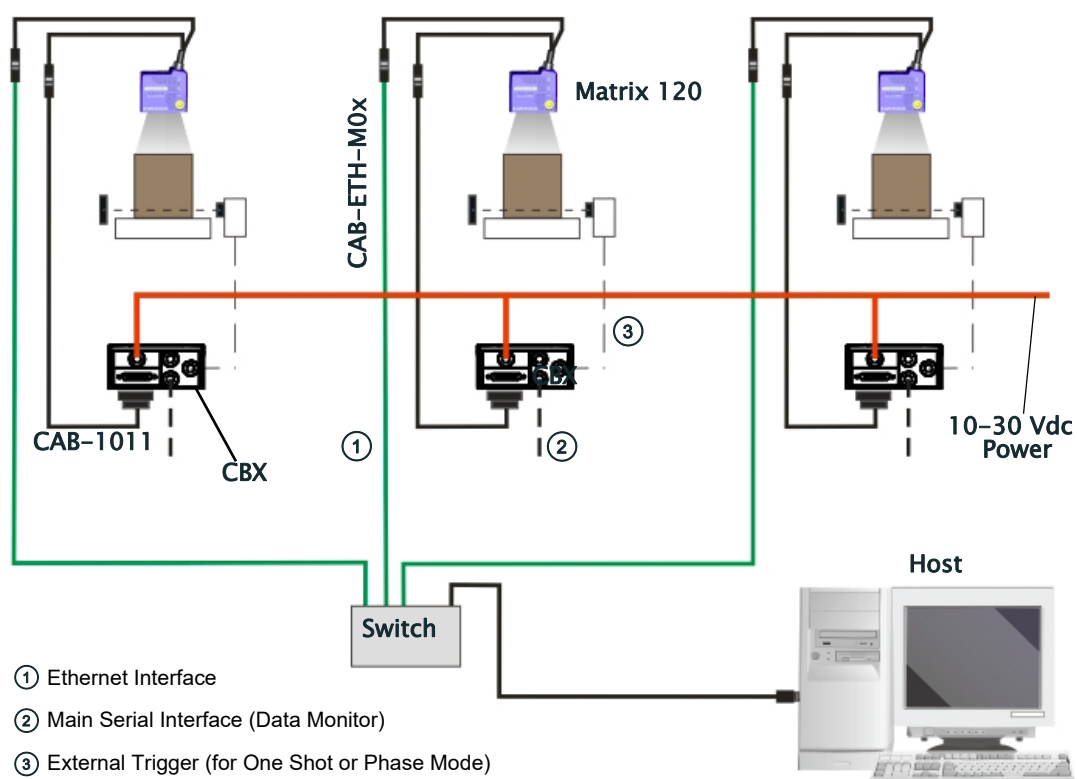 Matrix 120
CAB-ETH-M0x
3
CBX
CAB-1011
CBX
1
2
10-30 Vdc
Power
Host
Switch
1 Ethernet Interface
2 Main Serial Interface (Data Monitor)
3 External Trigger (for One Shot or Phase Mode)